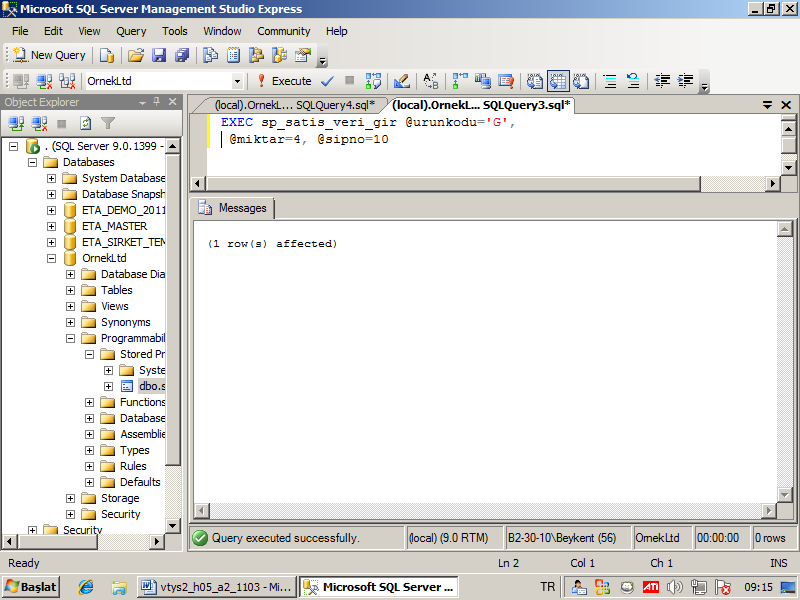 Microsoft SQL Server Management Studio Express
File Edit View Query Tools Window Community Help
New Query
OrnekLtd Execute
Object Explorer
(local).OrnekL... SQLQuery4.sql* (local).OrnekL... SQLQuery3.sql*
EXEC sp_satis_veri_gir @urunkodu='G',
@miktar=4, @sipno=10
. (SQL Server 9.0.1399 -
Databases
System Database
Database Snapsh
ETA_DEMO_2011
ETA_MASTER
ETA_SIRKET_TEM
OrnekLtd
Database Dia
Tables
Views
Synonyms
Programmabil
Stored Pr
Syste
dbo.s
Functions
Database
Assemblie
Types
Rules
Defaults
Storage
Security
Security
Messages
(1 row(s) affected)
Query executed successfully. (local) (9.0 RTM) B2-30-10\Beykent (56) OrnekLtd 00:00:00 0 rows
Ready Ln 2 Col 1 Ch 1 INS
Başlat vtys2_h05_a2_1103 - Mi... Microsoft SQL Server ... TR ATI 09:15